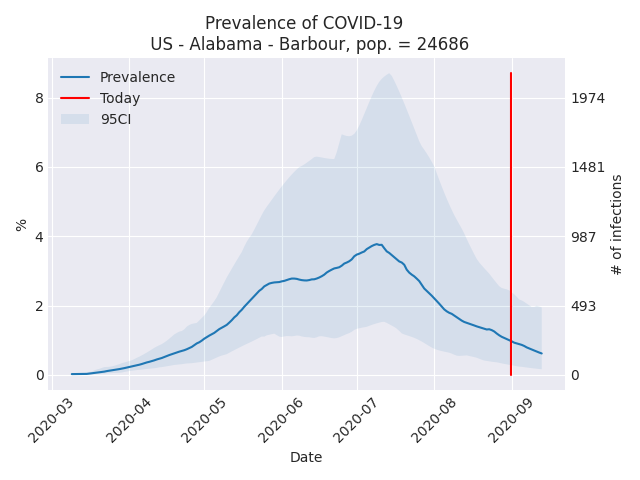 Prevalence of COVID-19
US - Alabama - Barbour, pop. = 24686
Prevalence
Today
95CI
8
6
4
2
0
%
1974
1481
987
493
0
# of infections
2020-03
2020-04
2020-05
2020-06
2020-07
2020-08
2020-09
Date